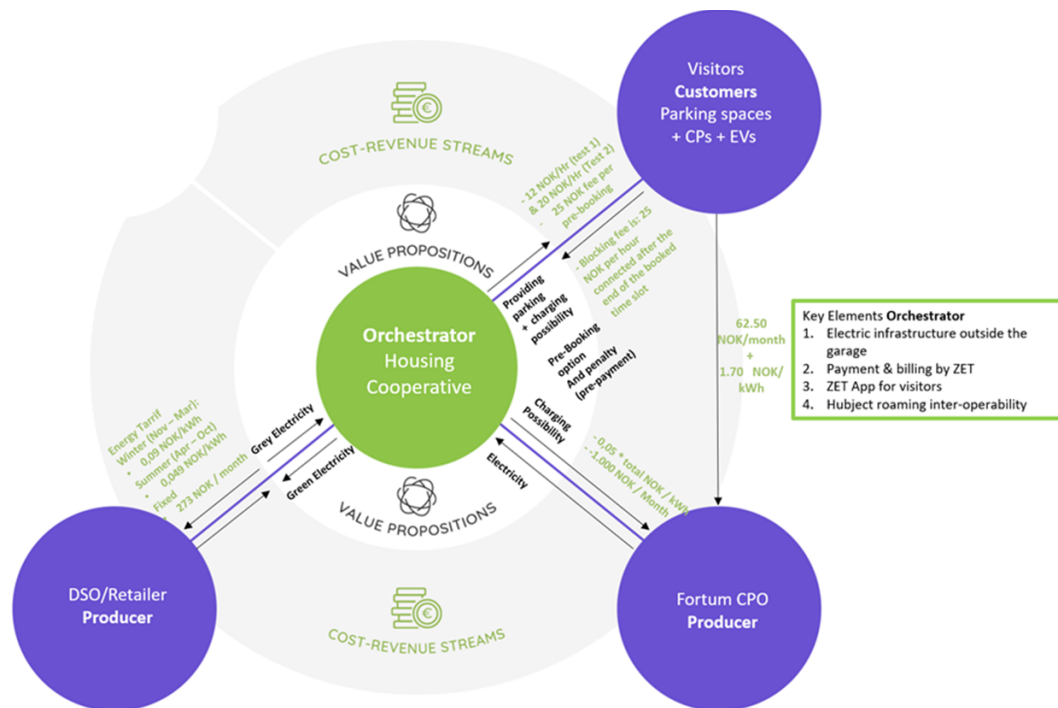 Visitors
Customers
Parking spaces
+ CPs + EVs
COST-REVENUE STREAMS
- 12 NOK/Hr (test 1)
& 20 NOK/Hr (Test 2)
- 25 NOK fee per
pre-booking
VALUE PROPOSITIONS
- Blocking fee is: 25
NOK per hour
connected after the
end of the booked
time slot
Providing
parking
+ charging
possibility
Pre-Booking
option
And penalty
(pre-payment)
Orchestrator
Housing
Cooperative
62.50
NOK/month
+
1.70 NOK/
kWh
Key Elements Orchestrator
1. Electric infrastructure outside the
garage
2. Payment & billing by ZET
3. ZET App for visitors
4. Hubject roaming inter-operability
Energy Tarrif
Winter (Nov – Mar):
• 0,09 NOK/kWh
Summer (Apr – Oct)
• 0,049 NOK/kWh
Fixed
273 NOK / month
Grey Electricity
Green Electricity
Charging
Possibility
Electricity
- 0,05 * total NOK / kWh
- -1.000 NOK / Month
VALUE PROPOSITIONS
COST-REVENUE STREAMS
DSO/Retailer
Producer
Fortum CPO
Producer